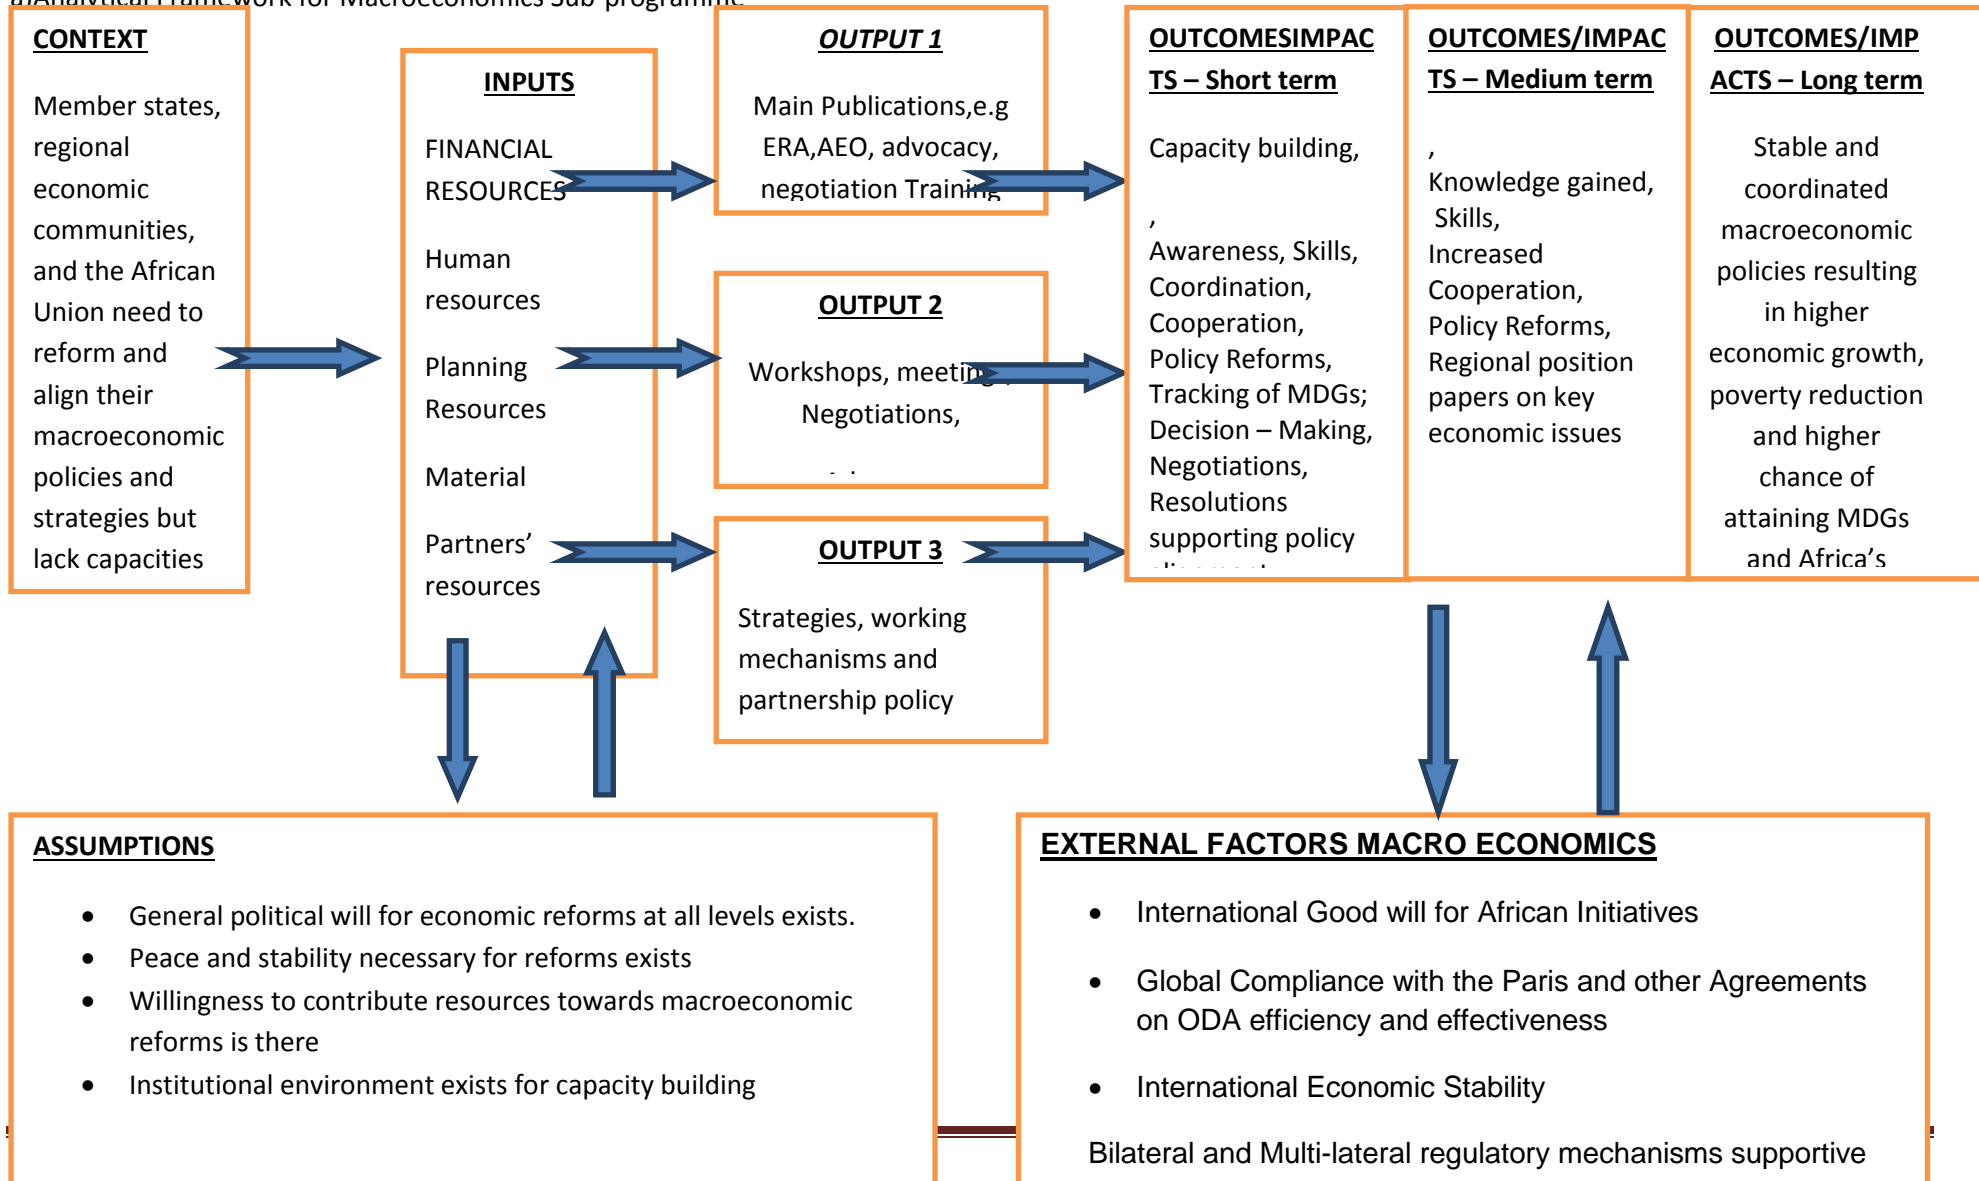 a)Analytical Framework for Macroeconomics Sub-programme
CONTEXT
Member states,
regional
economic
communities,
and the African
Union need to
reform and
align their
macroeconomic
policies and
strategies but
lack capacities
INPUTS
FINANCIAL
RESOURCES
Human
resources
Planning
Resources
Material
Partners’
resources
OUTPUT 1
Main Publications,e.g
ERA,AEO, advocacy,
negotiation Training
OUTPUT 2
Workshops, meetings,
Negotiations,
OUTPUT 3
Strategies, working
mechanisms and
partnership policy
OUTCOMESIMPAC
TS – Short term
Capacity building,
,
Awareness, Skills,
Coordination,
Cooperation,
Policy Reforms,
Tracking of MDGs;
Decision – Making,
Negotiations,
Resolutions
supporting policy
OUTCOMES/IMPAC
TS – Medium term
,
Knowledge gained,
Skills,
Increased
Cooperation,
Policy Reforms,
Regional position
papers on key
economic issues
OUTCOMES/IMP
ACTS – Long term
Stable and
coordinated
macroeconomic
policies resulting
in higher
economic growth,
poverty reduction
and higher
chance of
attaining MDGs
and Africa’s
ASSUMPTIONS
• General political will for economic reforms at all levels exists.
• Peace and stability necessary for reforms exists
• Willingness to contribute resources towards macroeconomic
reforms is there
• Institutional environment exists for capacity building
EXTERNAL FACTORS MACRO ECONOMICS
• International Good will for African Initiatives
• Global Compliance with the Paris and other Agreements
on ODA efficiency and effectiveness
• International Economic Stability
Bilateral and Multi-lateral regulatory mechanisms supportive